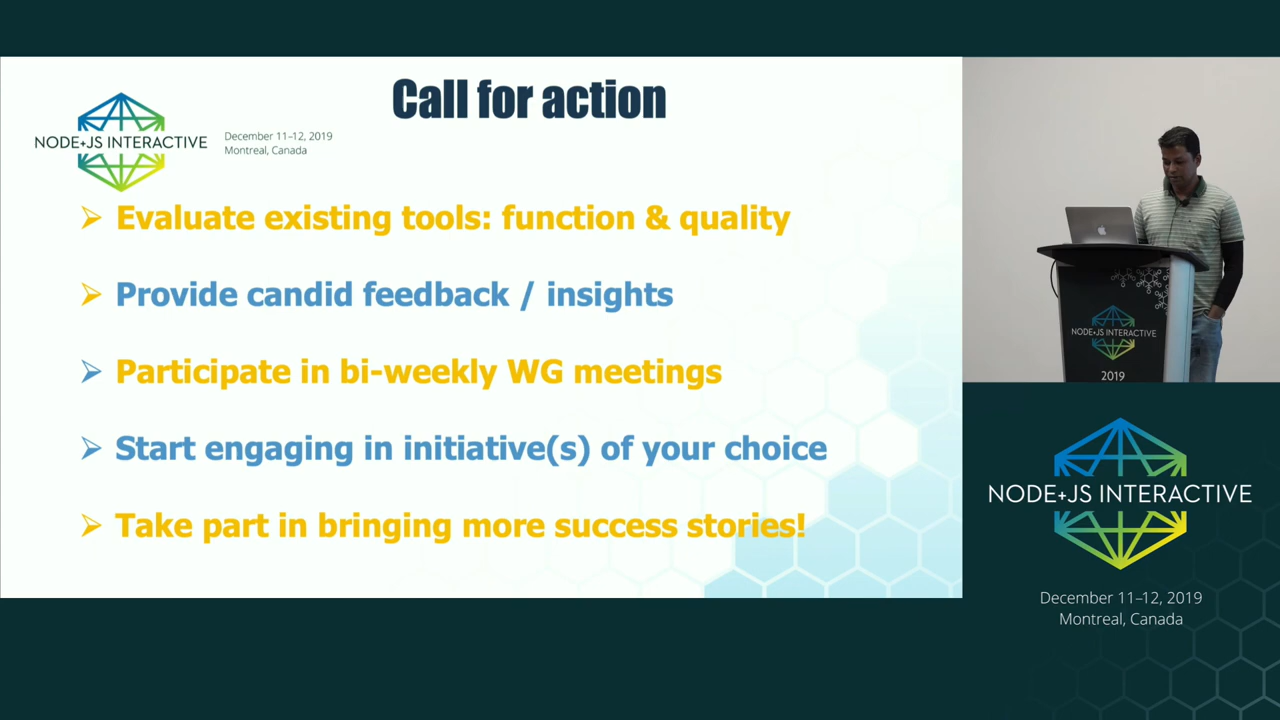 Call for action
NODE+JS INTERACTIVE
December 11–12, 2019
Montreal, Canada
Evaluate existing tools: function & quality
Provide candid feedback / insights
Participate in bi-weekly WG meetings
Start engaging in initiative(s) of your choice
Take part in bringing more success stories!
NODE+JS INTERACTIVE
2019
NODE+JS INTERACTIVE
December 11–12, 2019
Montreal, Canada